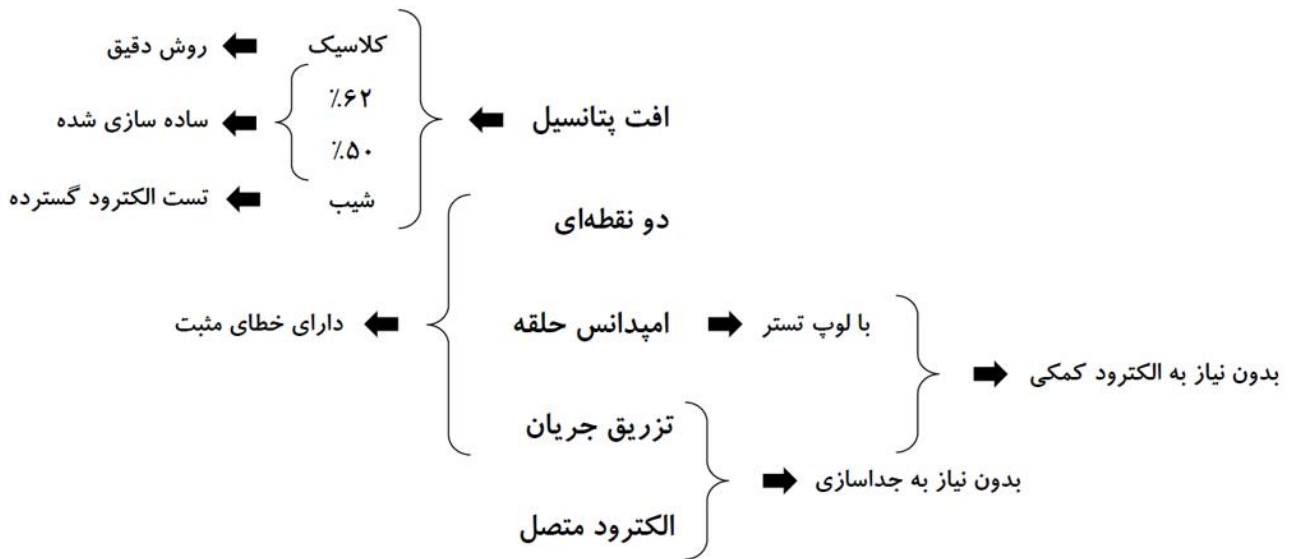 کلاسیک
روش دقیق
٪۶۲
ساده سازی شده
٪۵۰
افت پتانسیل
شیب
تست الکترود گسترده
دو نقطه‌ای
امپدانس حلقه
دارای خطای مثبت
با لوپ تستر
بدون نیاز به الکترود کمکی
تزریق جریان
بدون نیاز به جداسازی
الکترود متصل